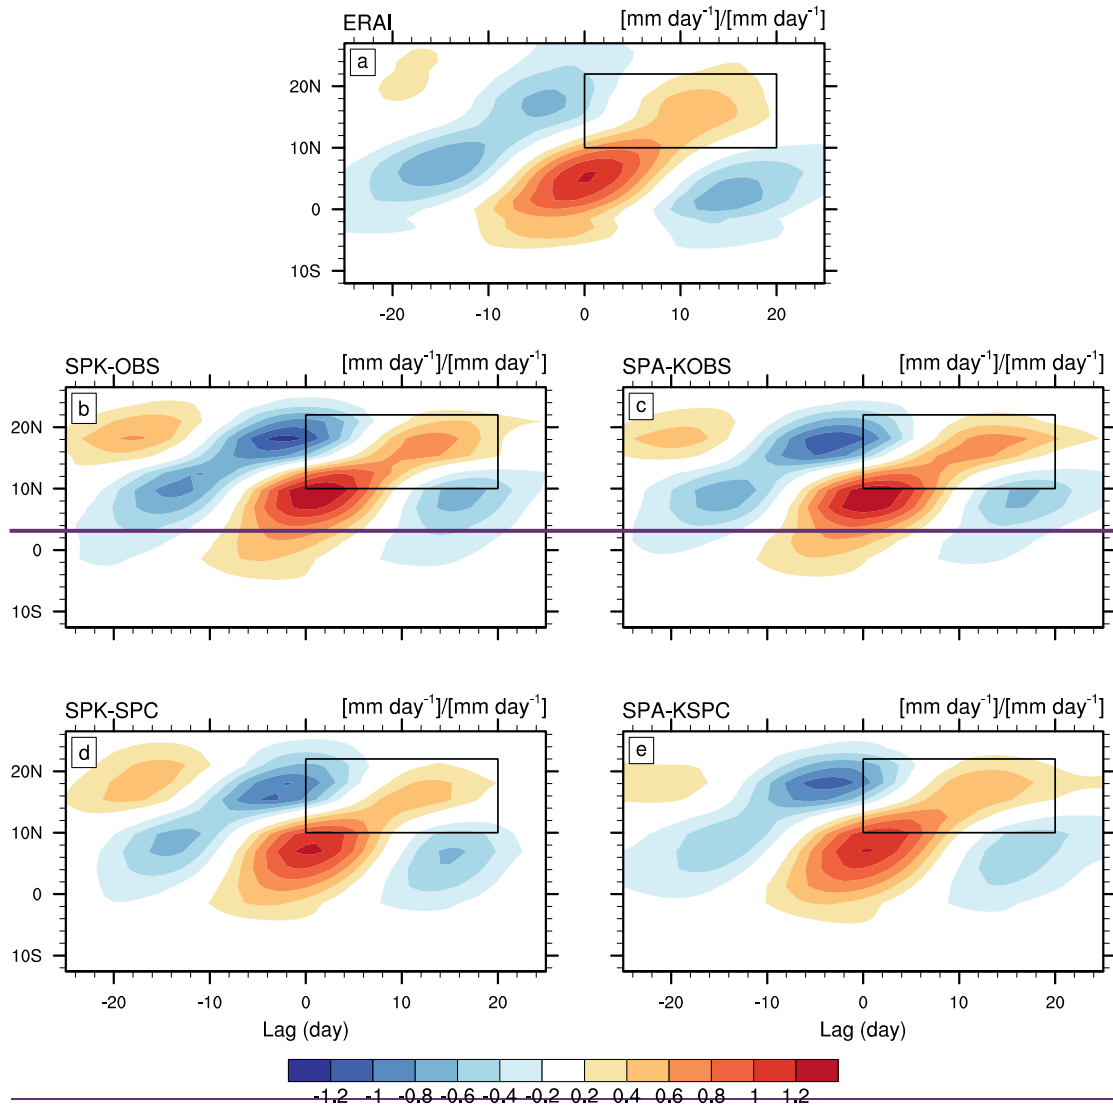 ERAI [mm day-1]/[mm day-1]
a
20N
10N
0
10S
-20 -10 0 10 20
SPK-OBS [mm day-1]/[mm day-1] SPA-KOBS [mm day-1]/[mm day-1]
b c
20N 20N
10N 10N
0 0
10S 10S
SPK-SPC [mm day-1]/[mm day-1] SPA-KSPC [mm day-1]/[mm day-1]
d e
20N 20N
10N 10N
0 0
10S 10S
-20 -10 0 10 20 -20 -10 0 10 20
Lag (day) Lag (day)
-1.2 -1 -0.8 -0.6 -0.4 -0.2 0.2 0.4 0.6 0.8 1 1.2